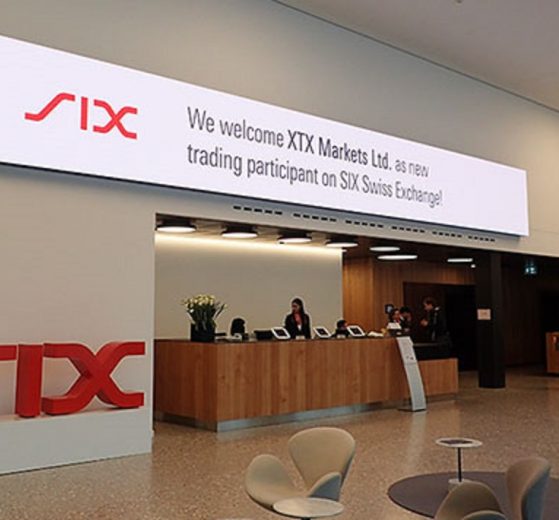 SIX
We welcome XTX Markets Ltd. as new
trading participant on SIX Swiss Exchange!
SIX